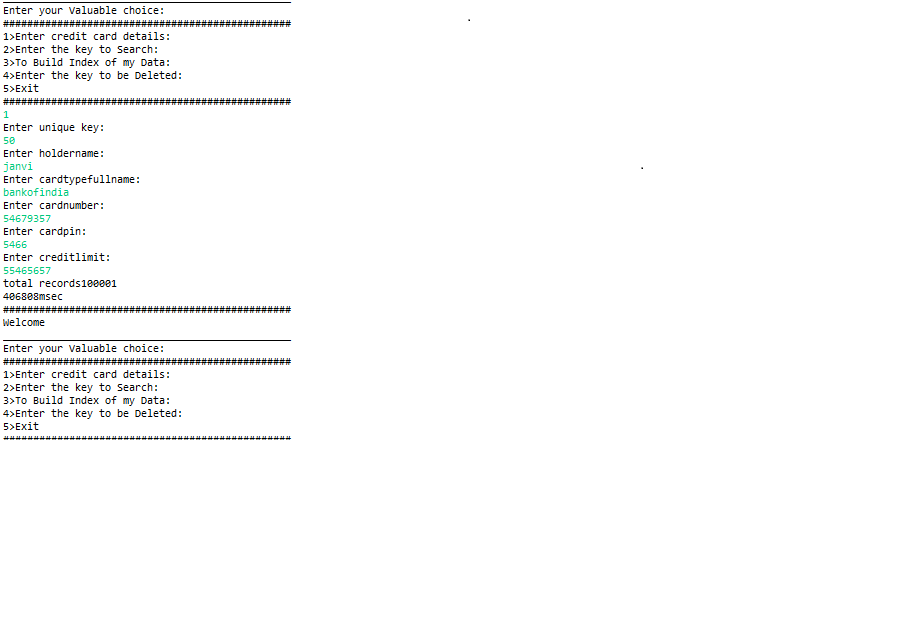 Enter your Valuable choice:
################################################
1>Enter credit card details:
2>Enter the key to Search:
3>To Build Index of my Data:
4>Enter the key to be Deleted:
5>Exit
################################################
1
Enter unique key:
50
Enter holdername:
janvi
Enter cardtypefullname:
bankofindia
Enter cardnumber:
54679357
Enter cardpin:
5466
Enter creditlimit:
55465657
total records100001
406808msec
################################################
Welcome
________________________________________________
Enter your Valuable choice:
################################################
1>Enter credit card details:
2>Enter the key to Search:
3>To Build Index of my Data:
4>Enter the key to be Deleted:
5>Exit
################################################